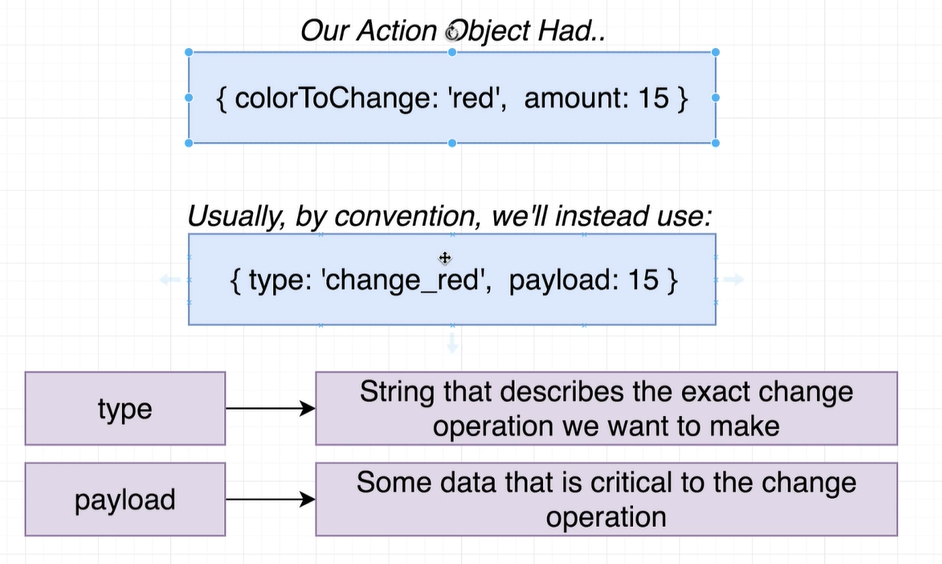 Our Action Object Had..
{ colorToChange: 'red', amount: 15 }
Usually, by convention, we'll instead use:
{ type: 'change_red', payload: 15 }
type
String that describes the exact change
operation we want to make
payload
Some data that is critical to the change
operation